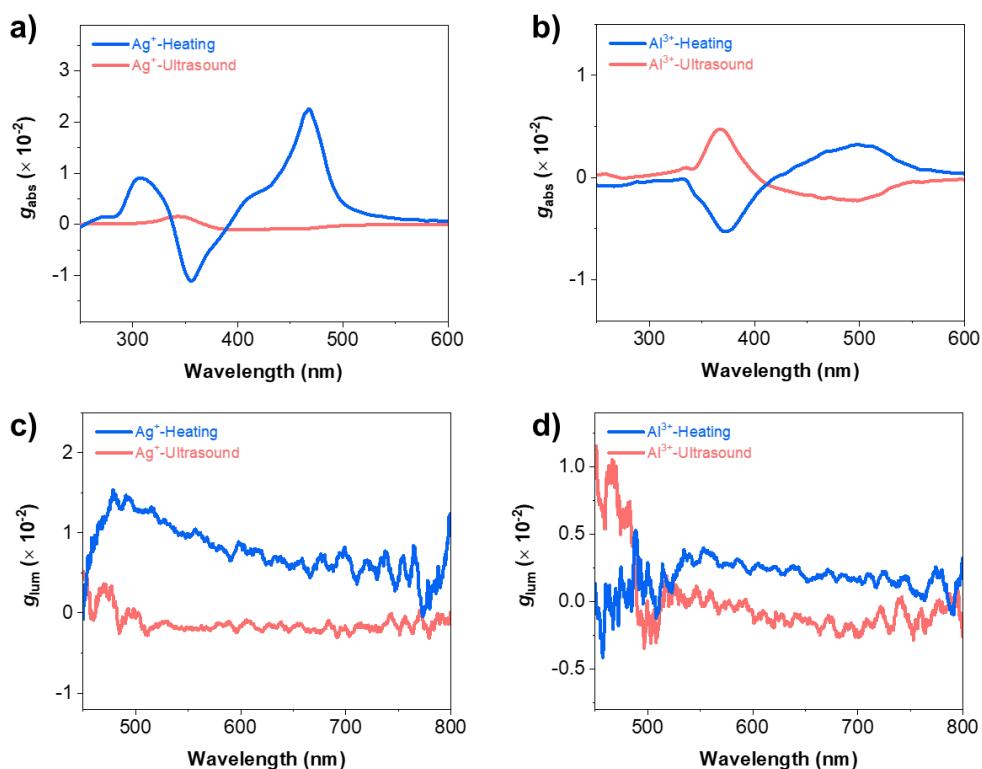 a)
Ag⁺-Heating
Ag⁺-Ultrasound
3
2
1
0
-1
gabs (× 10⁻²)
300 400 500 600
Wavelength (nm)
b)
Al³⁺-Heating
Al³⁺-Ultrasound
1
0
-1
gabs (× 10⁻²)
300 400 500 600
Wavelength (nm)
c)
Ag⁺-Heating
Ag⁺-Ultrasound
2
1
0
-1
glum (× 10⁻²)
500 600 700 800
Wavelength (nm)
d)
Al³⁺-Heating
Al³⁺-Ultrasound
1.0
0.5
0.0
-0.5
glum (× 10⁻²)
500 600 700 800
Wavelength (nm)